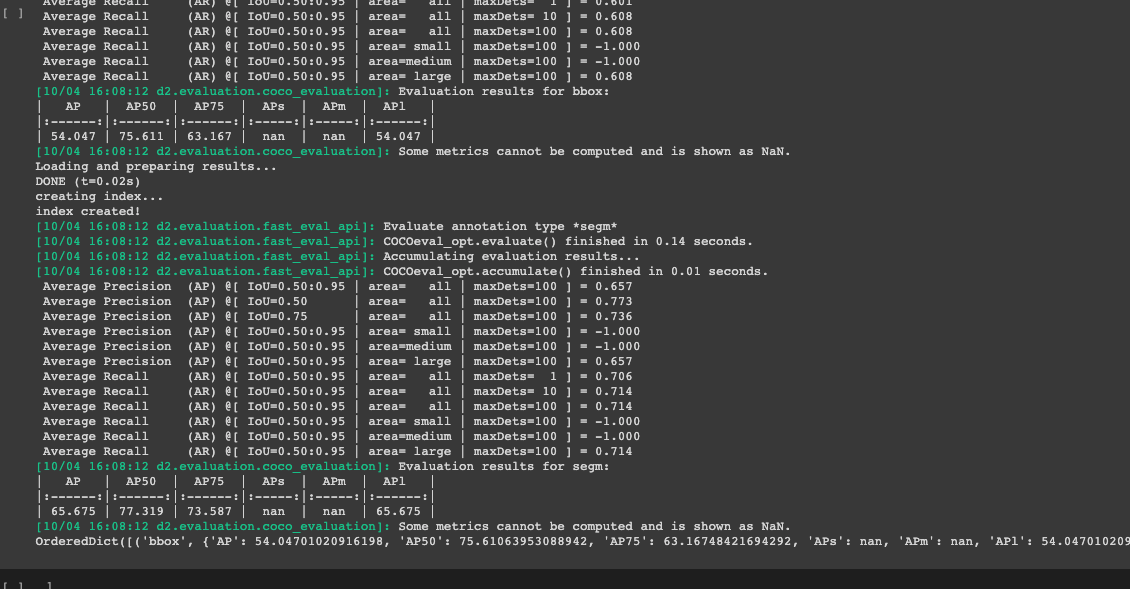 Average Recall     (AR) @[ IoU=0.50:0.95 | area=   all | maxDets=  1 ] = 0.601
[ ]
Average Recall     (AR) @[ IoU=0.50:0.95 | area=   all | maxDets= 10 ] = 0.608
Average Recall     (AR) @[ IoU=0.50:0.95 | area=   all | maxDets=100 ] = 0.608
Average Recall     (AR) @[ IoU=0.50:0.95 | area= small | maxDets=100 ] = -1.000
Average Recall     (AR) @[ IoU=0.50:0.95 | area=medium | maxDets=100 ] = -1.000
Average Recall     (AR) @[ IoU=0.50:0.95 | area= large | maxDets=100 ] = 0.608
[10/04 16:08:12 d2.evaluation.coco_evaluation]: Evaluation results for bbox:
|   AP   |  AP50  |  AP75  |  APs  |  APm  |  APl   |
|:------:|:------:|:------:|:-----:|:-----:|:------:|
| 54.047 | 75.611 | 63.167 |  nan  |  nan  | 54.047 |
[10/04 16:08:12 d2.evaluation.coco_evaluation]: Some metrics cannot be computed and is shown as NaN.
Loading and preparing results...
DONE (t=0.02s)
creating index...
index created!
[10/04 16:08:12 d2.evaluation.fast_eval_api]: Evaluate annotation type *segm*
[10/04 16:08:12 d2.evaluation.fast_eval_api]: COCOeval_opt.evaluate() finished in 0.14 seconds.
[10/04 16:08:12 d2.evaluation.fast_eval_api]: Accumulating evaluation results...
[10/04 16:08:12 d2.evaluation.fast_eval_api]: COCOeval_opt.accumulate() finished in 0.01 seconds.
Average Precision  (AP) @[ IoU=0.50:0.95 | area=   all | maxDets=100 ] = 0.657
Average Precision  (AP) @[ IoU=0.50      | area=   all | maxDets=100 ] = 0.773
Average Precision  (AP) @[ IoU=0.75      | area=   all | maxDets=100 ] = 0.736
Average Precision  (AP) @[ IoU=0.50:0.95 | area= small | maxDets=100 ] = -1.000
Average Precision  (AP) @[ IoU=0.50:0.95 | area=medium | maxDets=100 ] = -1.000
Average Precision  (AP) @[ IoU=0.50:0.95 | area= large | maxDets=100 ] = 0.657
Average Recall     (AR) @[ IoU=0.50:0.95 | area=   all | maxDets=  1 ] = 0.706
Average Recall     (AR) @[ IoU=0.50:0.95 | area=   all | maxDets= 10 ] = 0.714
Average Recall     (AR) @[ IoU=0.50:0.95 | area=   all | maxDets=100 ] = 0.714
Average Recall     (AR) @[ IoU=0.50:0.95 | area= small | maxDets=100 ] = -1.000
Average Recall     (AR) @[ IoU=0.50:0.95 | area=medium | maxDets=100 ] = -1.000
Average Recall     (AR) @[ IoU=0.50:0.95 | area= large | maxDets=100 ] = 0.714
[10/04 16:08:12 d2.evaluation.coco_evaluation]: Evaluation results for segm:
|   AP   |  AP50  |  AP75  |  APs  |  APm  |  APl   |
|:------:|:------:|:------:|:-----:|:-----:|:------:|
| 65.675 | 77.319 | 73.587 |  nan  |  nan  | 65.675 |
[10/04 16:08:12 d2.evaluation.coco_evaluation]: Some metrics cannot be computed and is shown as NaN.
OrderedDict([('bbox', {'AP': 54.04701020916198, 'AP50': 75.61063953088942, 'AP75': 63.16748421694292, 'APs': nan, 'APm': nan, 'APl': 54.047010209
[ ] ]